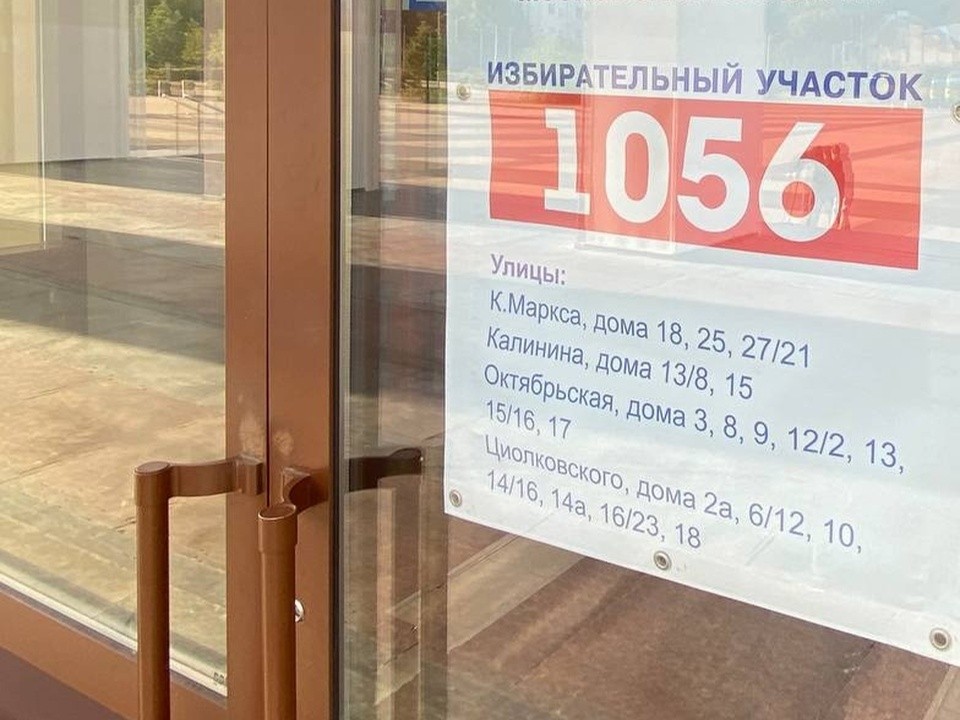 ИЗБИРАТЕЛЬНЫЙ УЧАСТОК
1056
Улицы:
К.Маркса, дома 18, 25, 27/21
Калинина, дома 13/8, 15
Октябрьская, дома 3, 8, 9, 12/2, 13,
15/16, 17
Циолковского, дома 2а, 6/12, 10,
14/16, 14а, 16/23, 18